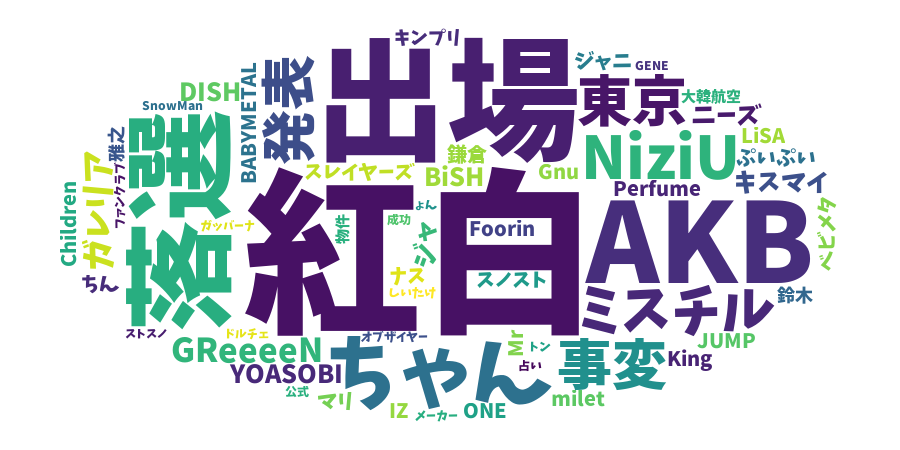 キンプリ
ジャニ
GENE
出場
発表
東京
大韓航空
DISH
SnowMan
BABYMETAL
ニーズ
LiSA
落選
雅之
ファンクラブ
ガレリア
Children
スレイヤーズ
鎌倉
BiSH
Gnu
NiziU
ぷぃぷぃ
Perfume
キスマイ
紅白
AKB
ベビメタ
ガッバーナ
物件
成功
ょん
ジャ
Foorin
ナス
しいたけ
スノスト
ミスチル
鈴木
ちん
ストスノ
ドルチェ
オブザイヤー
GReeeeN
ちゃん
Mr
トン
占い
事変
JUMP
King
YOASOBI
公式
マリ
IZ
メーカー
ONE
milet